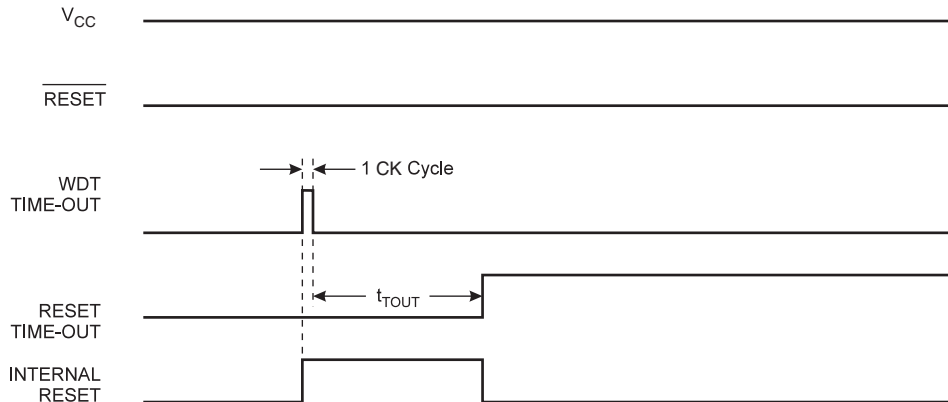 VCC
RESET
1 CK Cycle
WDT
TIME-OUT
tTOUT
RESET
TIME-OUT
INTERNAL
RESET